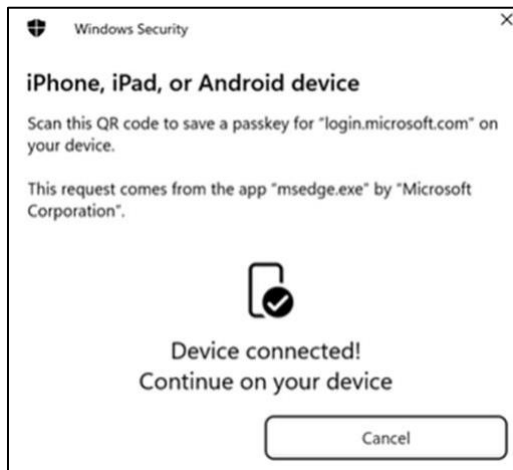 Windows Security
iPhone, iPad, or Android device
Scan this QR code to save a passkey for "login.microsoft.com" on
your device.
This request comes from the app "msedge.exe" by "Microsoft
Corporation".
Device connected!
Continue on your device
Cancel